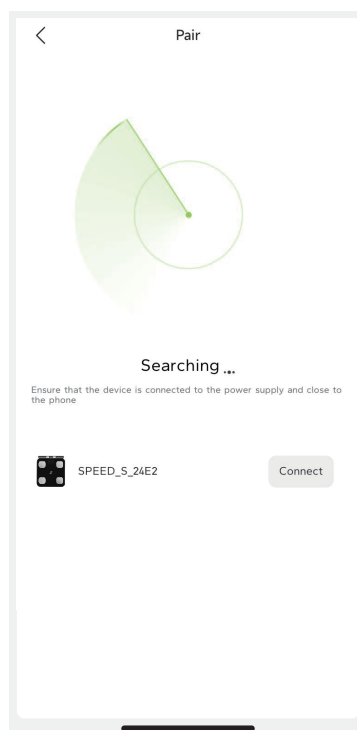 Pair
Searching ...
Ensure that the device is connected to the power supply and close to
the phone
SPEED_S_24E2
Connect